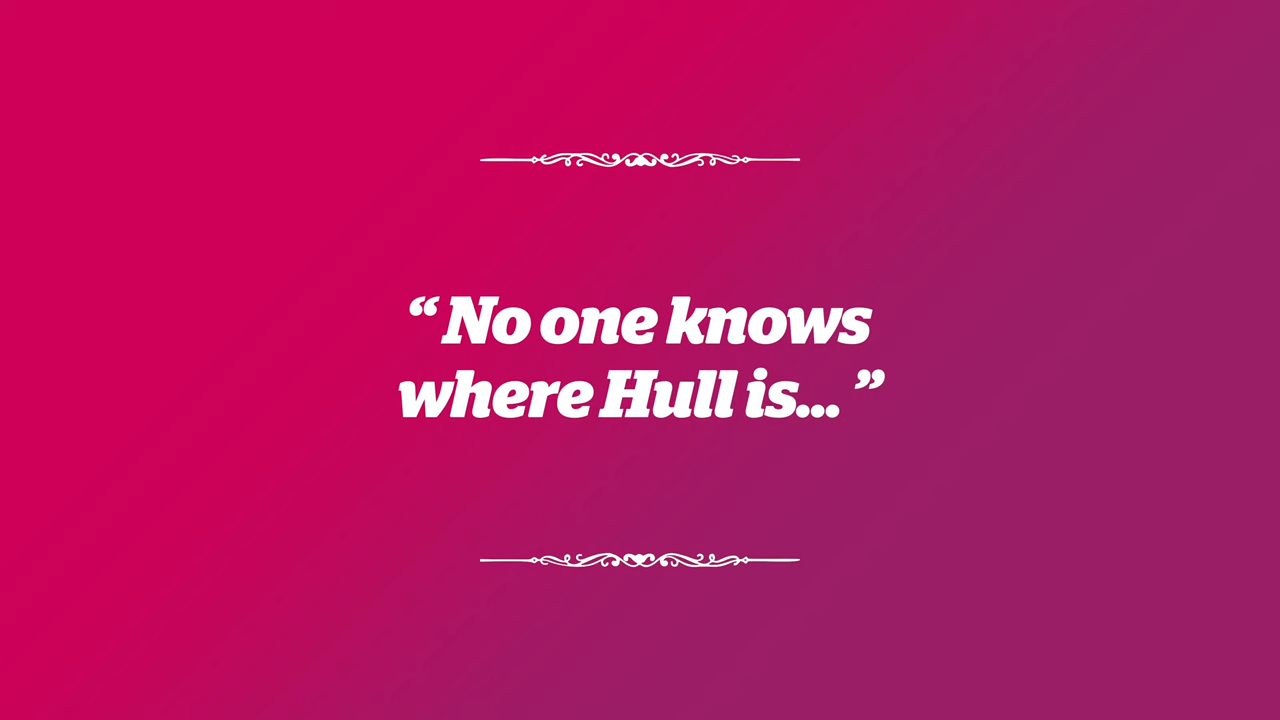 “ No one knows
where Hull is... ”